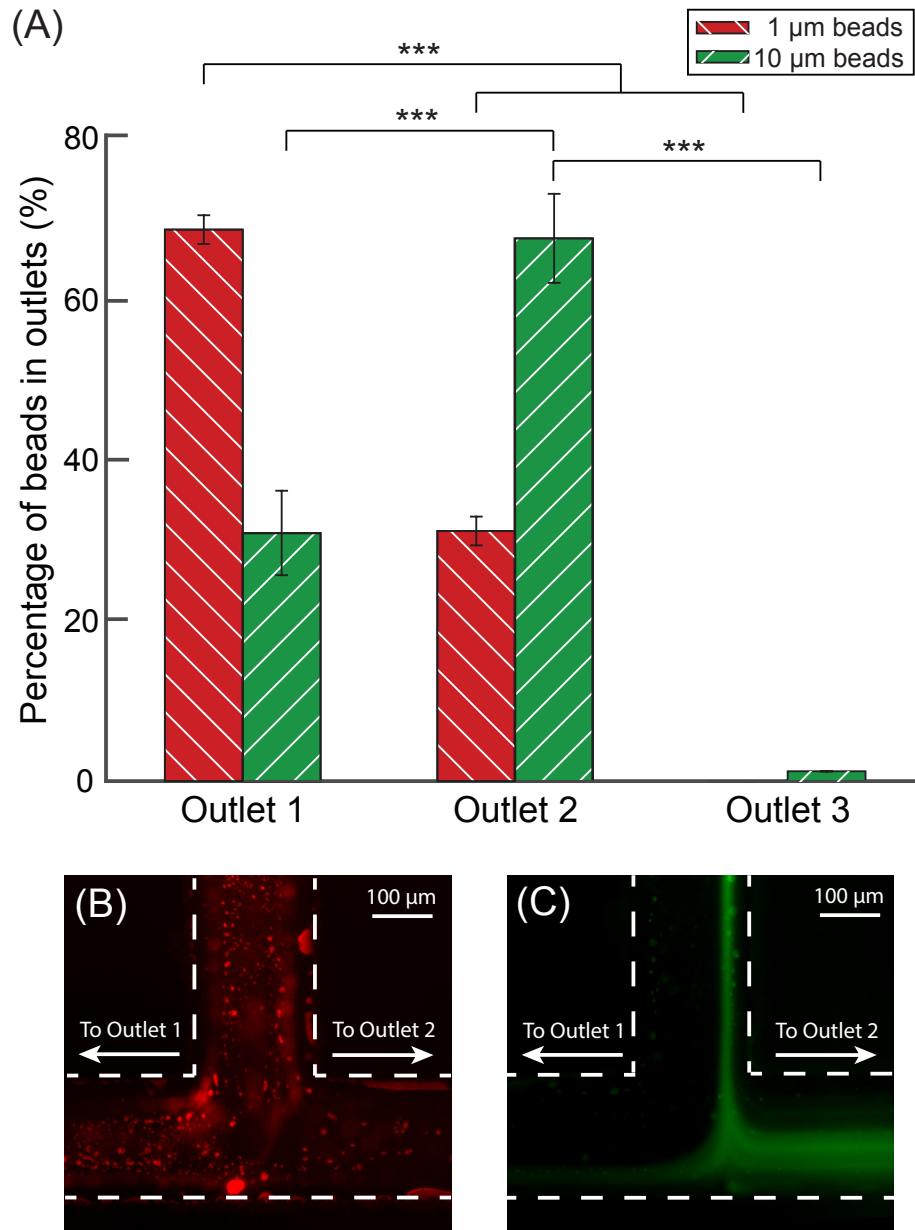 (A)
1 µm beads
10 µm beads
***
***
***
Percentage of beads in outlets (%)
80
60
40
20
0
Outlet 1
Outlet 2
Outlet 3
(B)
100 µm
To Outlet 1
To Outlet 2
(C)
100 µm
To Outlet 1
To Outlet 2